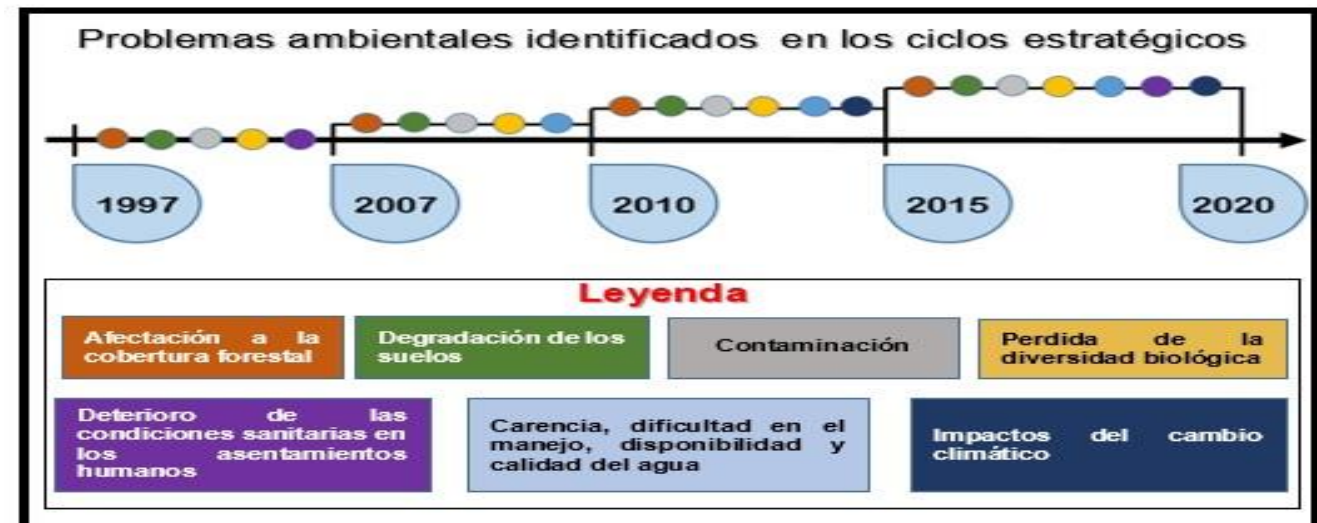 Problemas ambientales identificados en los ciclos estratégicos
1997
2007
2010
2015
2020
Leyenda
Afectación a la
cobertura forestal
Degradación de los
suelos
Contaminación
Perdida de la
diversidad biológica
Deterioro de las
condiciones sanitarias en
los asentamientos
humanos
Carencia, dificultad en el
manejo, disponibilidad y
calidad del agua
Impactos del cambio
climático